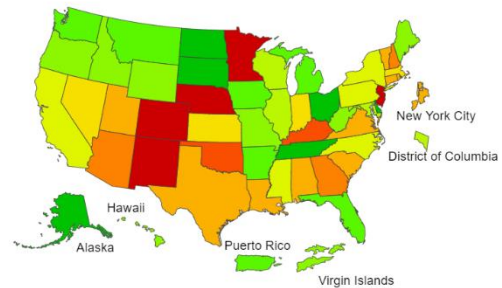 New York City
District of Columbia
Hawaii
Alaska
Puerto Rico
Virgin Islands